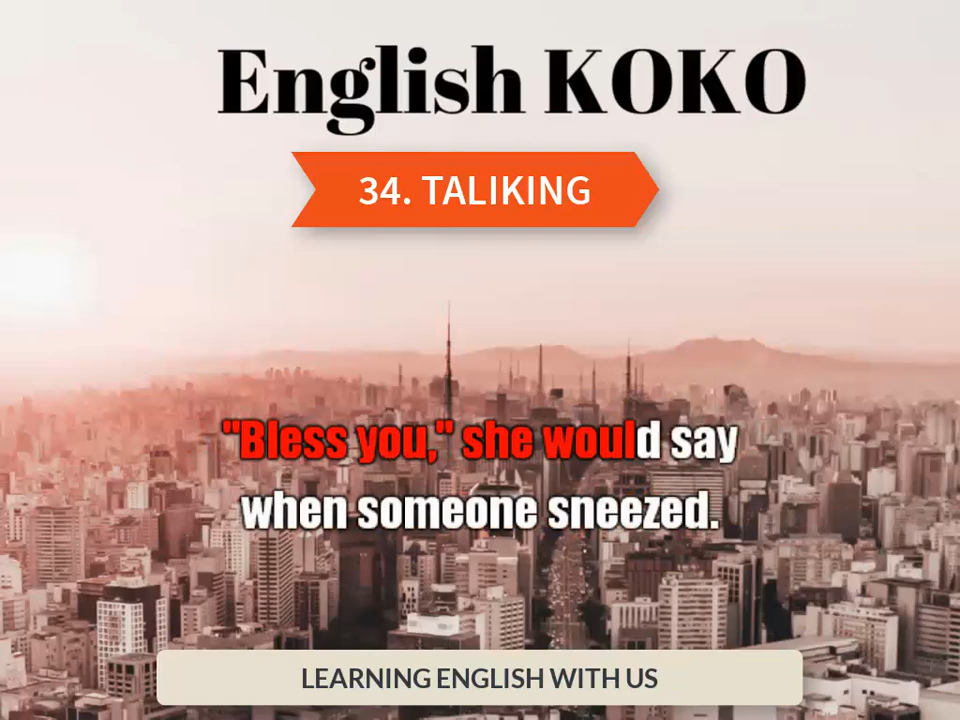 English KOKO
34. TALIKING
"Bless you," she would say
when someone sneezed.
LEARNING ENGLISH WITH US